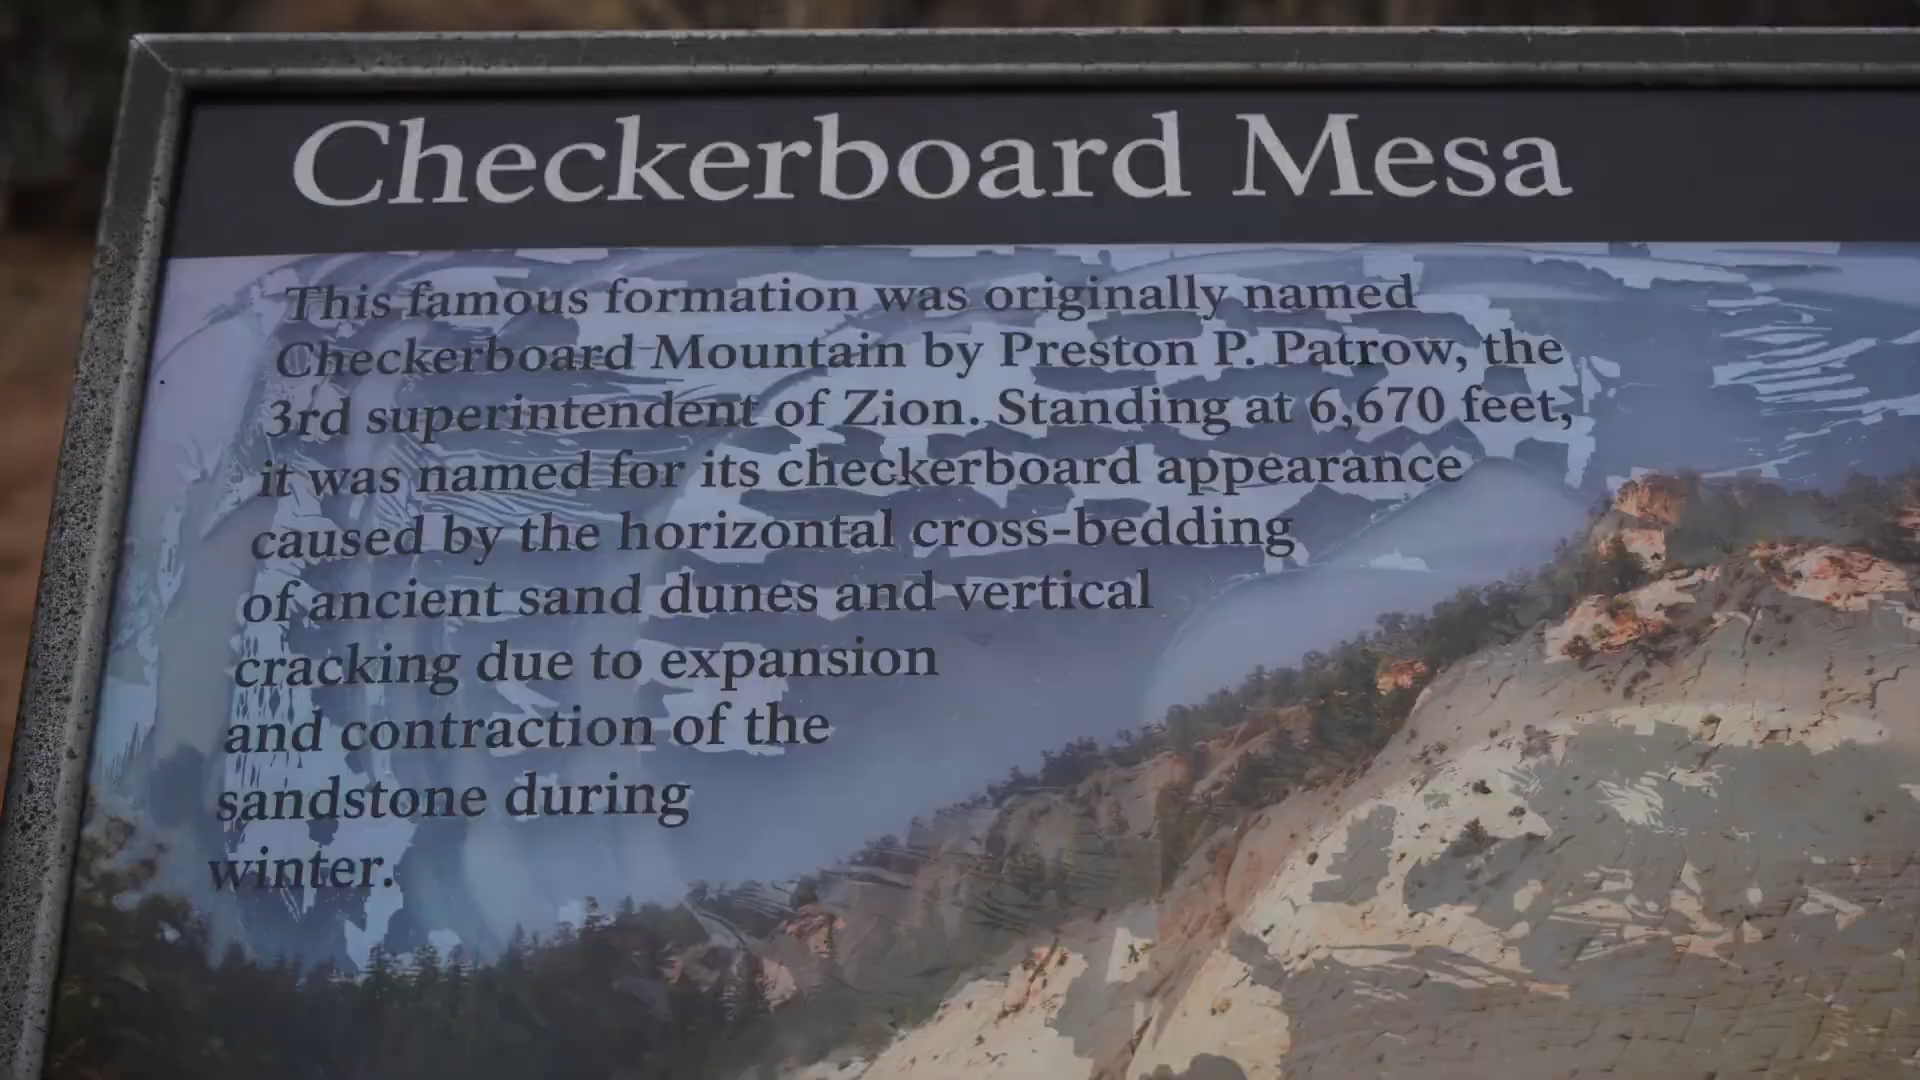 Checkerboard Mesa
This famous formation was originally named
Checkerboard Mountain by Preston P. Patrow, the
3rd superintendent of Zion. Standing at 6,670 feet,
it was named for its checkerboard appearance
caused by the horizontal cross-bedding
of ancient sand dunes and vertical
cracking due to expansion
and contraction of the
sandstone during
winter.